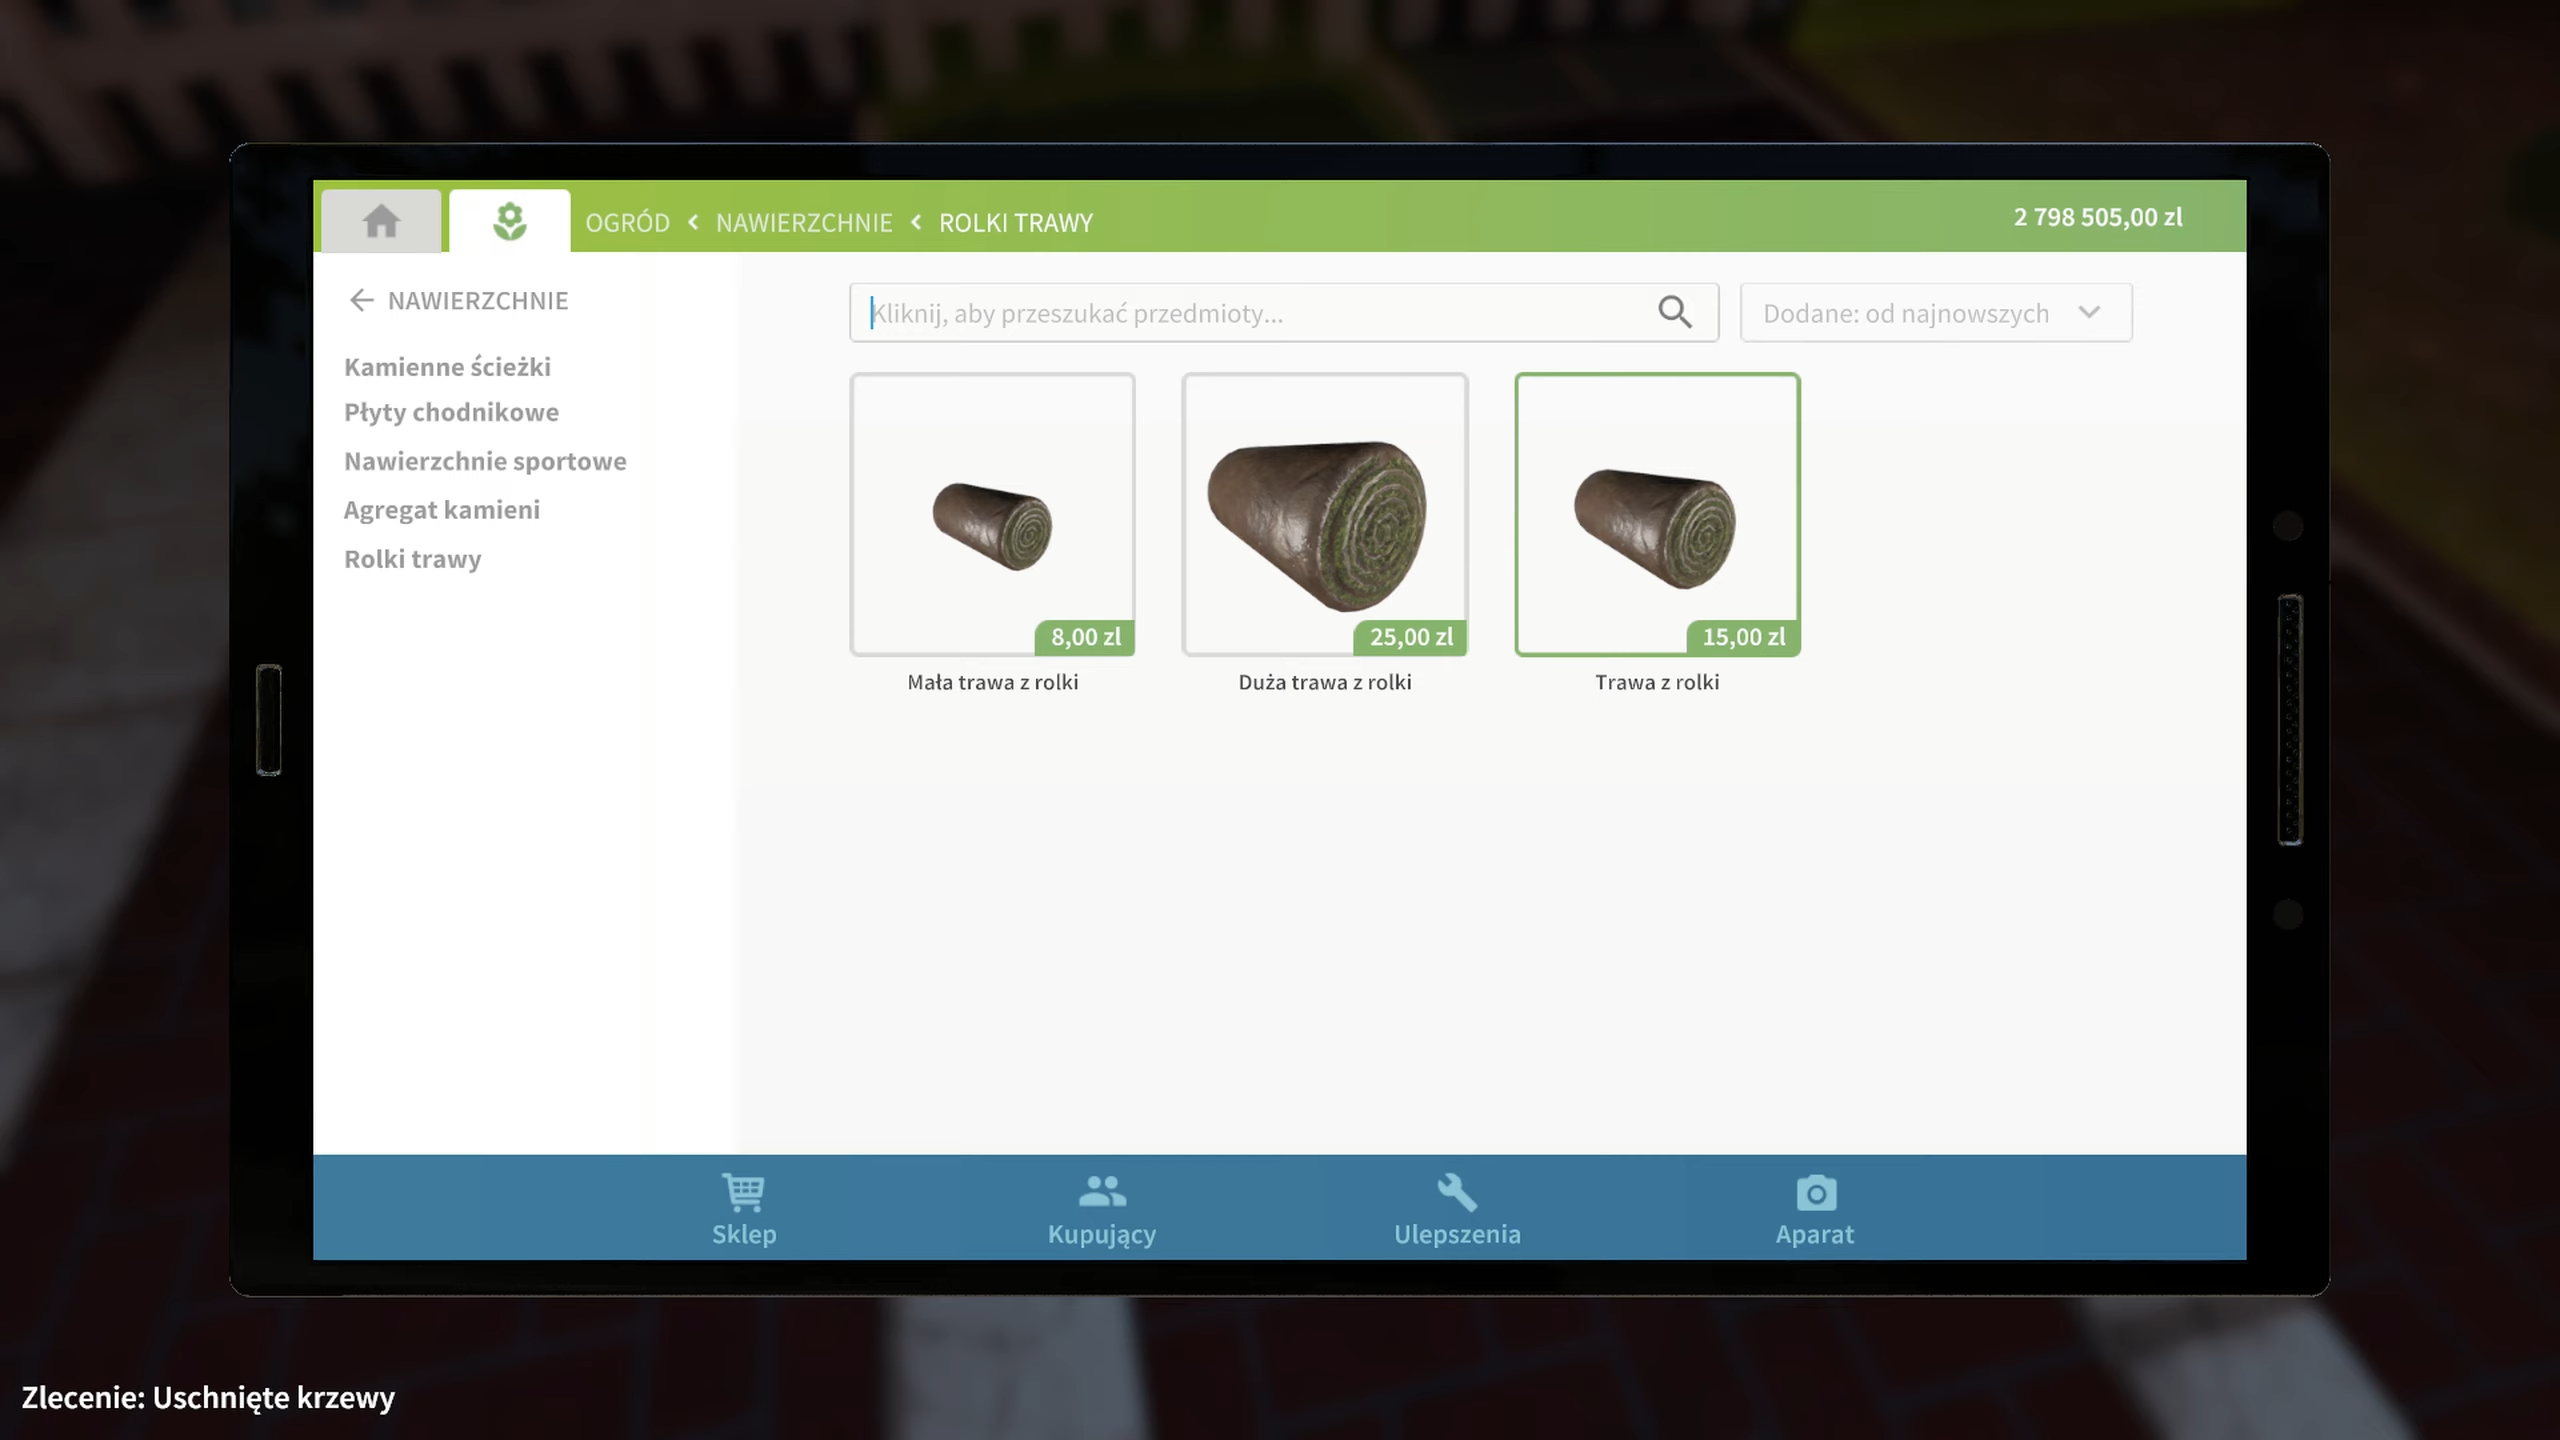 OGRÓD < NAWIERZCHNIE < ROLKI TRAWY
2 798 505,00 zl
NAWIERZCHNIE
Kamienne ścieżki
Płyty chodnikowe
Nawierzchnie sportowe
Agregat kamieni
Rolki trawy
Kliknij, aby przeszukać przedmioty...
Dodane: od najnowszych
8,00 zl
25,00 zl
15,00 zl
Mała trawa z rolki
Duża trawa z rolki
Trawa z rolki
Sklep
Kupujący
Ulepszenia
Aparat
Zlecenie: Uschnięte krzewy